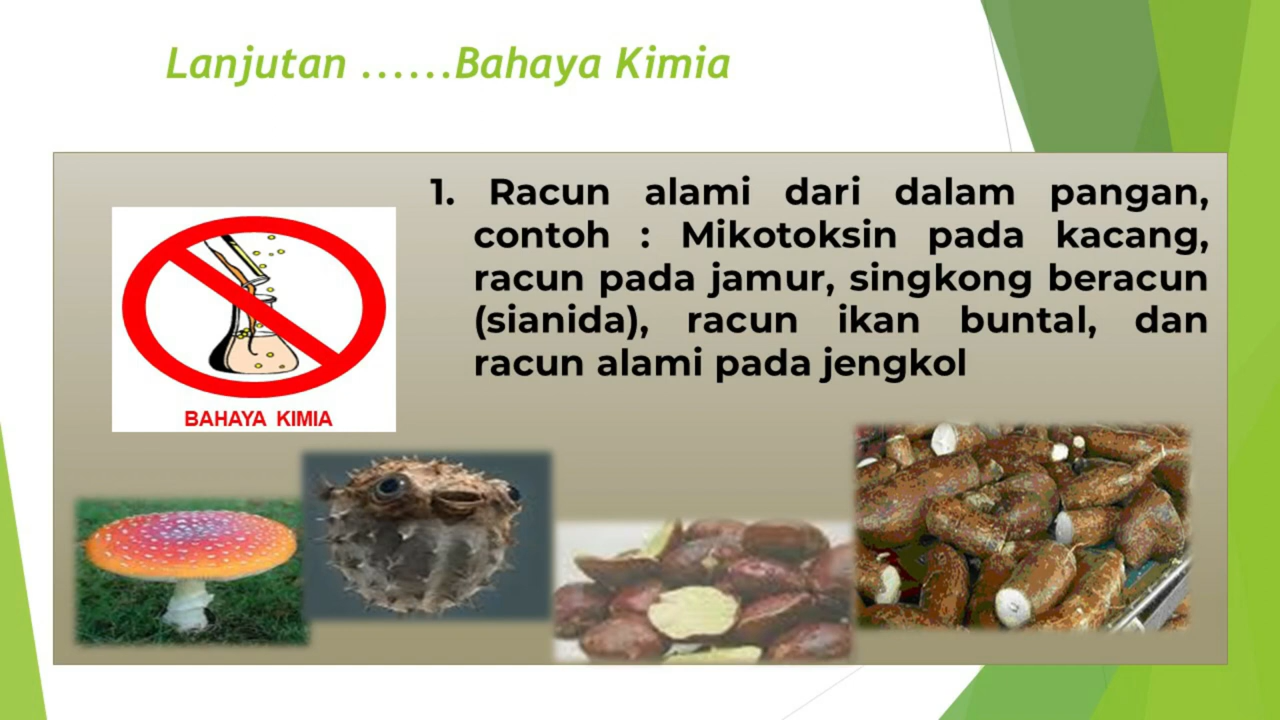 Lanjutan ......Bahaya Kimia
1. Racun alami dari dalam pangan,
contoh : Mikotoksin pada kacang,
racun pada jamur, singkong beracun
(sianida), racun ikan buntal, dan
racun alami pada jengkol
BAHAYA KIMIA